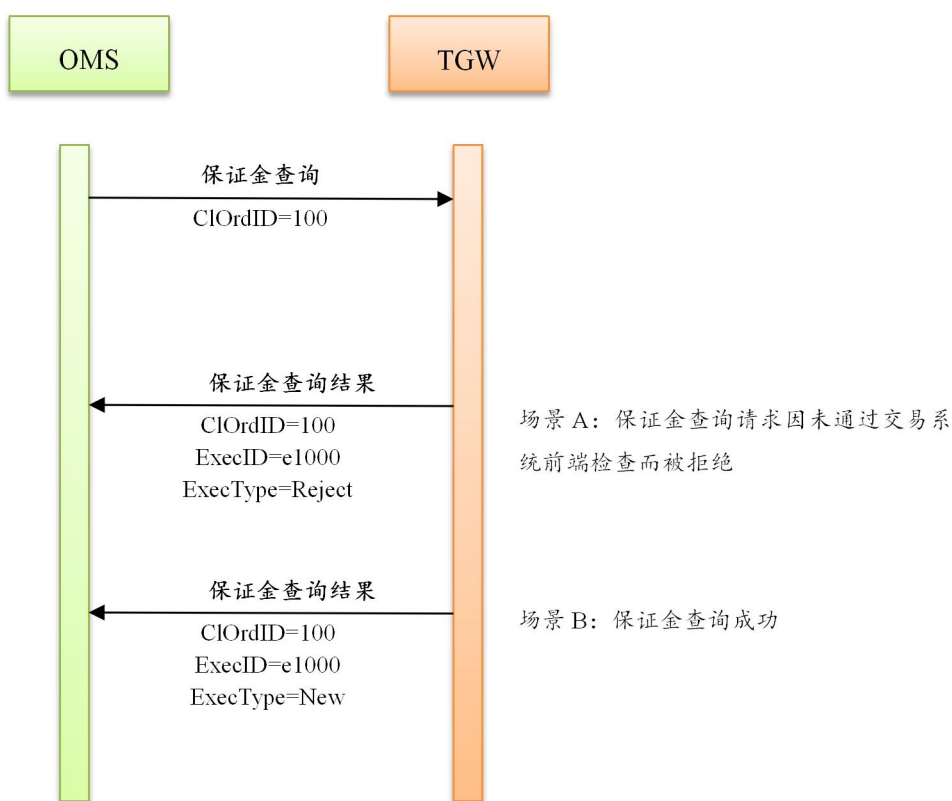 OMS
TGW
保证金查询
ClOrdID=100
保证金查询结果
ClOrdID=100
ExecID=e1000
ExecType=Reject
场景 A：保证金查询请求因未通过交易系
统前端检查而被拒绝
保证金查询结果
ClOrdID=100
ExecID=e1000
ExecType=New
场景 B：保证金查询成功